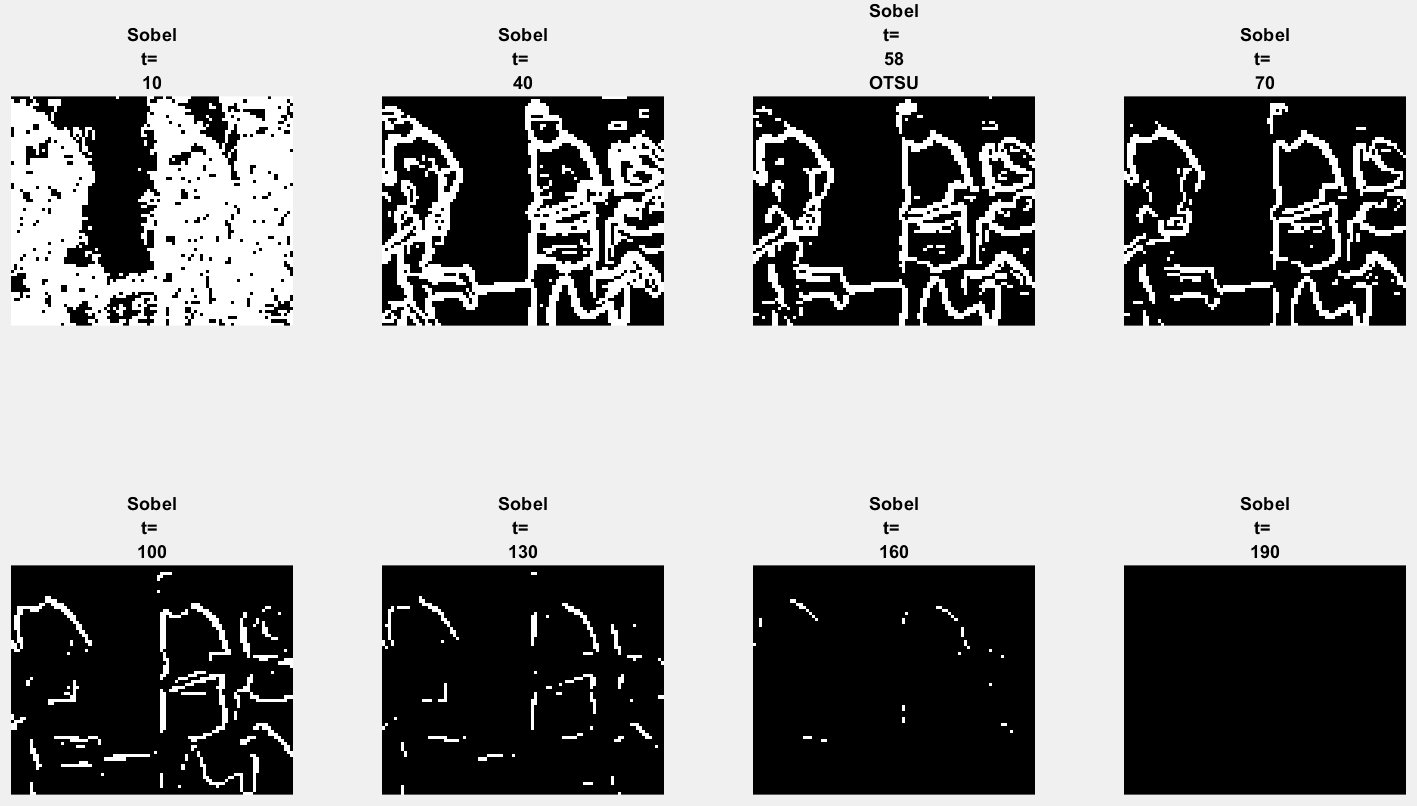 Sobel
t=
10
Sobel
t=
40
Sobel
t=
58
OTSU
Sobel
t=
70
Sobel
t=
100
Sobel
t=
130
Sobel
t=
160
Sobel
t=
190